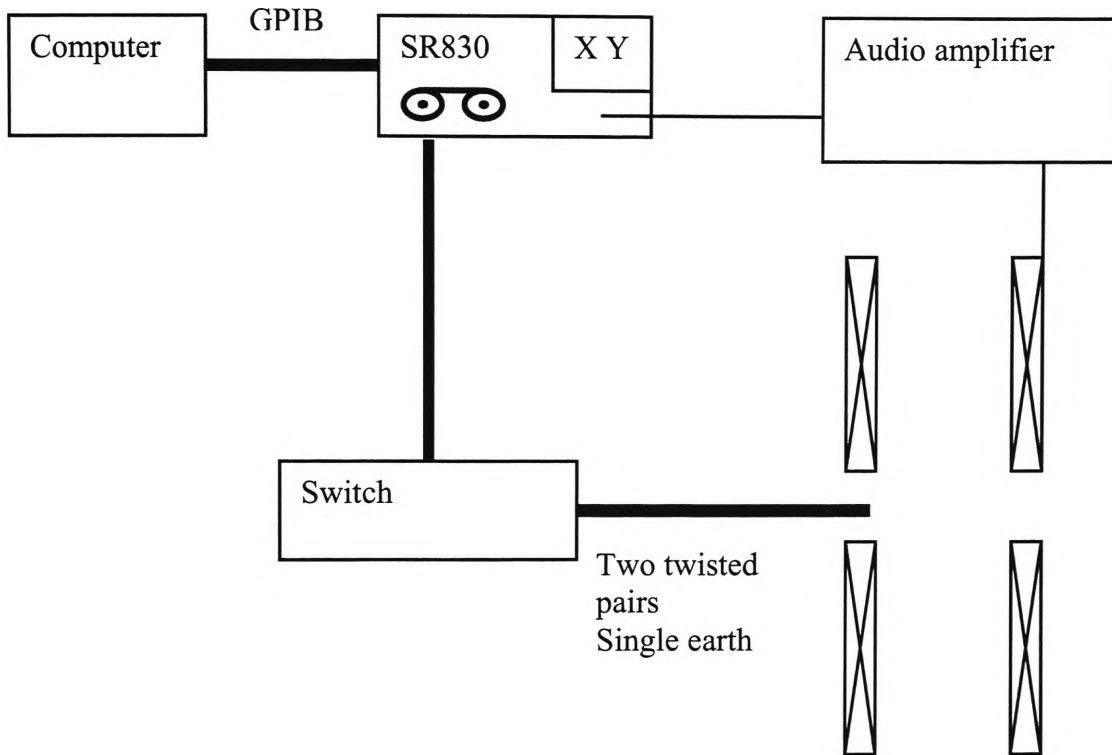 GPIB
Computer
SR830
X Y
Audio amplifier
Switch
Two twisted
pairs
Single earth